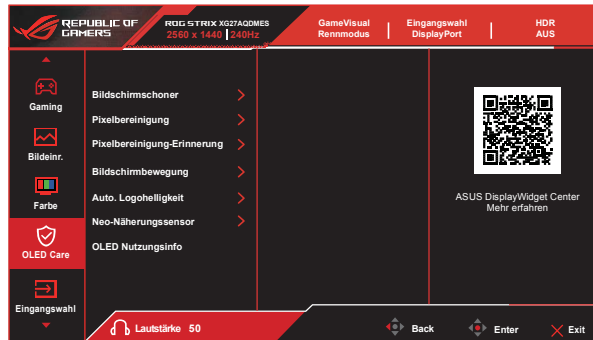 REPUBLIC OF
GAMERS
ROG STRIX XG27AQDMES
2560 x 1440 240Hz
GameVisual
Rennmodus
Eingangswahl
DisplayPort
HDR
AUS
Gaming
Bildeinr.
Farbe
OLED Care
Eingangswahl
Bildschirmschoner
Pixelbereinigung
Pixelbereinigung-Erinnerung
Bildschirmbewegung
Auto. Logohelligkeit
Neo-Näherungssensor
OLED Nutzungsinfo
ASUS DisplayWidget Center
Mehr erfahren
Lautstärke 50
Back
Enter
Exit